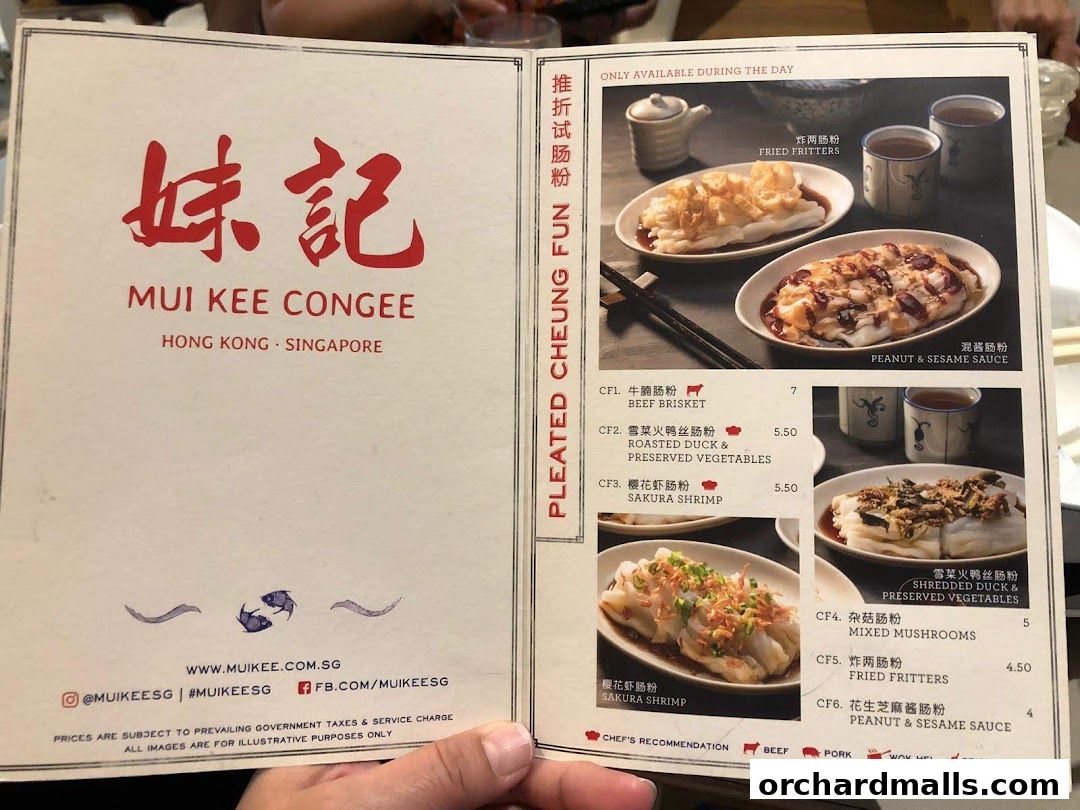 妹記
MUI KEE CONGEE
HONG KONG · SINGAPORE
WWW.MUIKEE.COM.SG
@MUIKEESG | #MUIKEESG FB.COM/MUIKEESG
PRICES ARE SUBJECT TO PREVAILING GOVERNMENT TAXES & SERVICE CHARGE
ALL IMAGES ARE FOR ILLUSTRATIVE PURPOSES ONLY
推折试肠粉 PLEATED CHEUNG FUN
ONLY AVAILABLE DURING THE DAY
炸两肠粉
FRIED FRITTERS
混酱肠粉
PEANUT & SESAME SAUCE
CF1. 牛腩肠粉 7
BEEF BRISKET
CF2. 雪菜火鸭丝肠粉 5.50
ROASTED DUCK &
PRESERVED VEGETABLES
CF3. 樱花虾肠粉 5.50
SAKURA SHRIMP
雪菜火鸭丝肠粉
SHREDDED DUCK &
PRESERVED VEGETABLES
樱花虾肠粉
SAKURA SHRIMP
CF4. 杂菇肠粉 5
MIXED MUSHROOMS
CF5. 炸两肠粉 4.50
FRIED FRITTERS
CF6. 花生芝麻酱肠粉 4
PEANUT & SESAME SAUCE
CHEF'S RECOMMENDATION BEEF PORK WOK HEI
orchardmalls.com